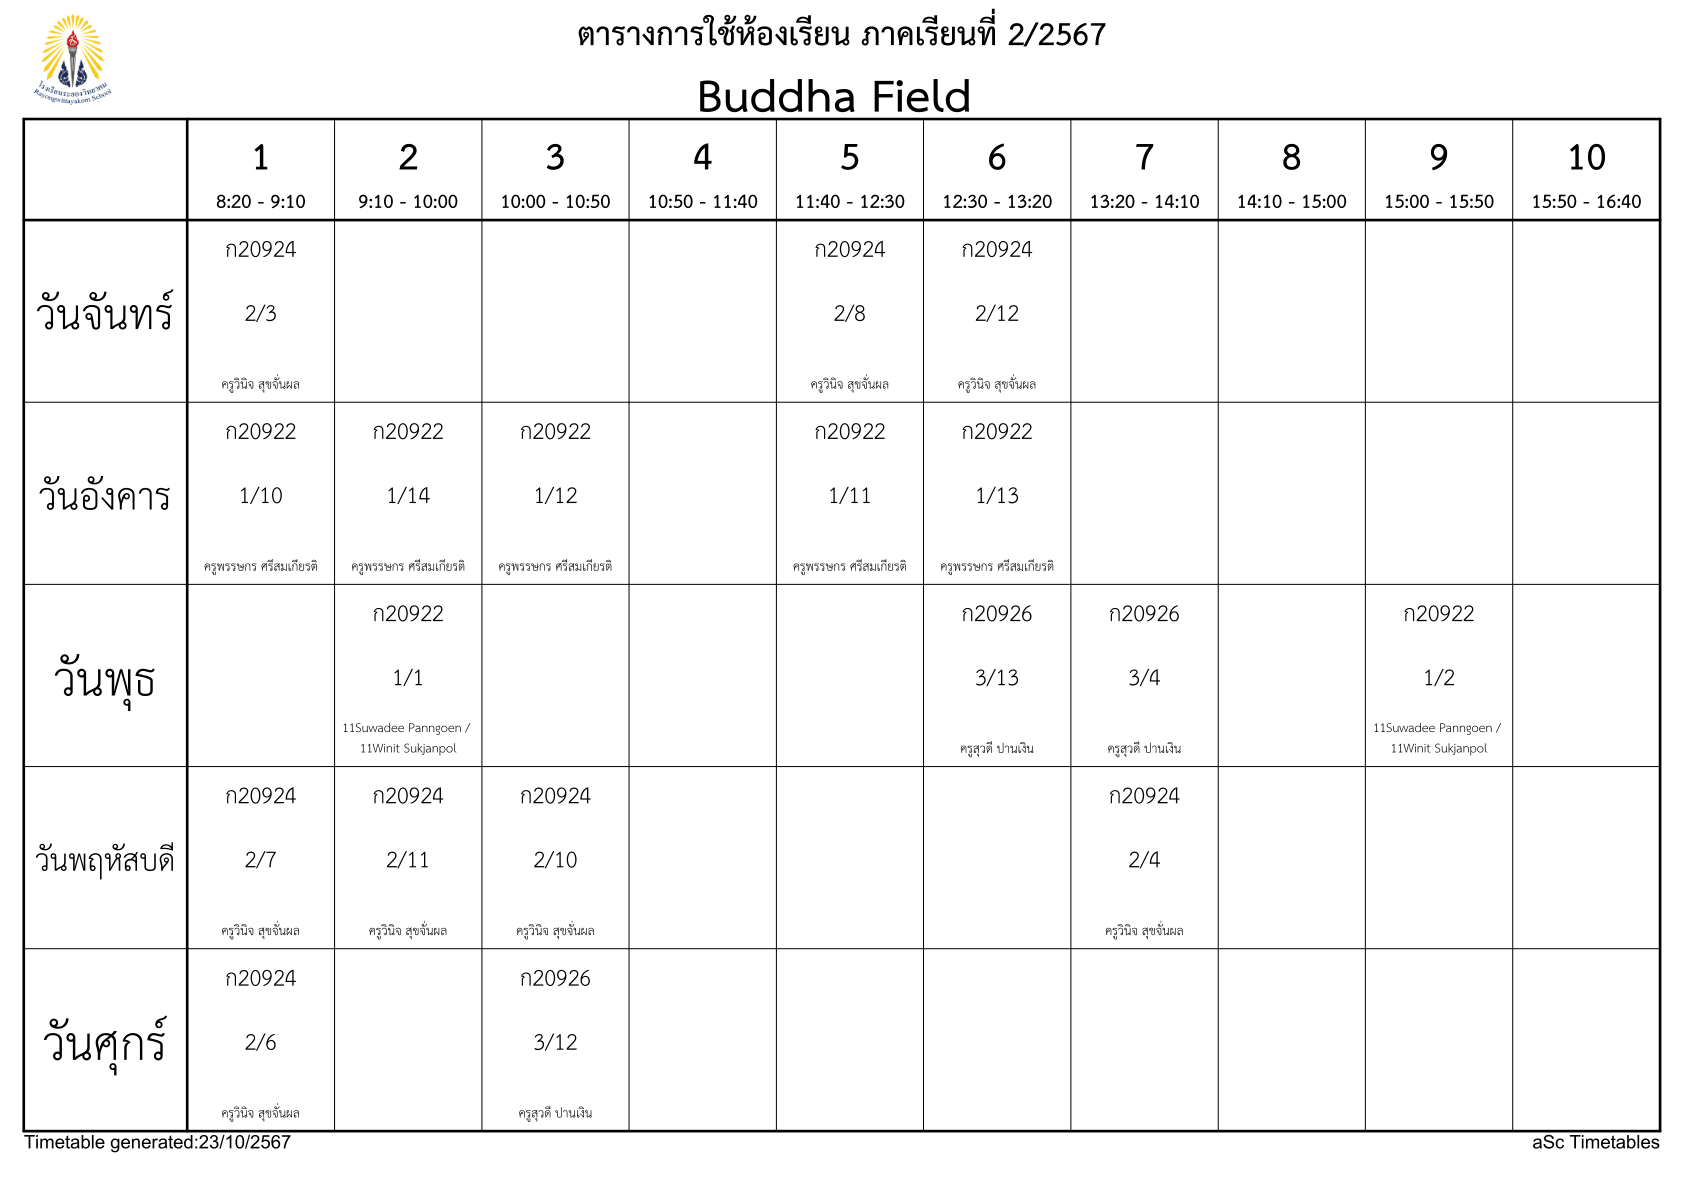 ตารางการใช้ห้องเรียน ภาคเรียนที่ 2/2567
โรงเรียนระยองวิทยาคม
Rayongwittayakom School
Buddha Field
1 2 3 4 5 6 7 8 9 10
8:20 - 9:10 9:10 - 10:00 10:00 - 10:50 10:50 - 11:40 11:40 - 12:30 12:30 - 13:20 13:20 - 14:10 14:10 - 15:00 15:00 - 15:50 15:50 - 16:40
ก20924 ก20924 ก20924
วันจันทร์ 2/3 2/8 2/12
ครูวินิจ สุขจั่นผล ครูวินิจ สุขจั่นผล ครูวินิจ สุขจั่นผล
ก20922 ก20922 ก20922 ก20922 ก20922
วันอังคาร 1/10 1/14 1/12 1/11 1/13
ครูพรรษกร ศรีสมเกียรติ ครูพรรษกร ศรีสมเกียรติ ครูพรรษกร ศรีสมเกียรติ ครูพรรษกร ศรีสมเกียรติ ครูพรรษกร ศรีสมเกียรติ
ก20922 ก20926 ก20926 ก20922
วันพุธ 1/1 3/13 3/4 1/2
11Suwadee Panngoen / 11Suwadee Panngoen /
11Winit Sukjanpol ครูสุวดี ปานเงิน ครูสุวดี ปานเงิน 11Winit Sukjanpol
ก20924 ก20924 ก20924 ก20924
วันพฤหัสบดี 2/7 2/11 2/10 2/4
ครูวินิจ สุขจั่นผล ครูวินิจ สุขจั่นผล ครูวินิจ สุขจั่นผล ครูวินิจ สุขจั่นผล
ก20924 ก20926
วันศุกร์ 2/6 3/12
ครูวินิจ สุขจั่นผล ครูสุวดี ปานเงิน
Timetable generated:23/10/2567 aSc Timetables